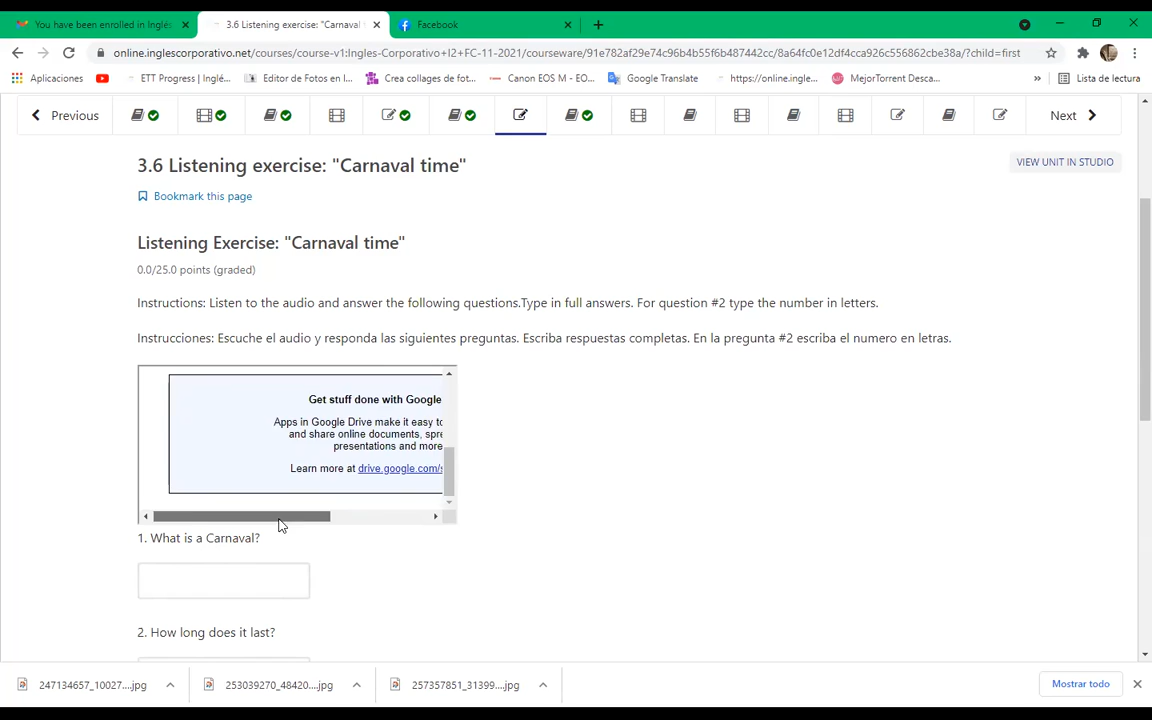 You have been enrolled in Inglés
3.6 Listening exercise: "Carnaval
Facebook
online.inglescorporativo.net/courses/course-v1:Ingles-Corporativo+I2+FC-11-2021/courseware/91e782af29e74c96b4b55f6b487442cc/8a64fc0e12df4cca926c556862cbe38a/?child=first
Aplicaciones
ETT Progress | Inglé...
Editor de Fotos en l...
Crea collages de fot...
Canon EOS M - EO...
Google Translate
https://online.ingle...
MejorTorrent Desca...
»
Lista de lectura
Previous
Next
3.6 Listening exercise: "Carnaval time"
VIEW UNIT IN STUDIO
Bookmark this page
Listening Exercise: "Carnaval time"
0.0/25.0 points (graded)
Instructions: Listen to the audio and answer the following questions.Type in full answers. For question #2 type the number in letters.
Instrucciones: Escuche el audio y responda las siguientes preguntas. Escriba respuestas completas. En la pregunta #2 escriba el numero en letras.
Get stuff done with Google
Apps in Google Drive make it easy to
and share online documents, spre
presentations and more
Learn more at drive.google.com/s
1. What is a Carnaval?
2. How long does it last?
247134657_10027....jpg
253039270_48420....jpg
257357851_31399....jpg
Mostrar todo